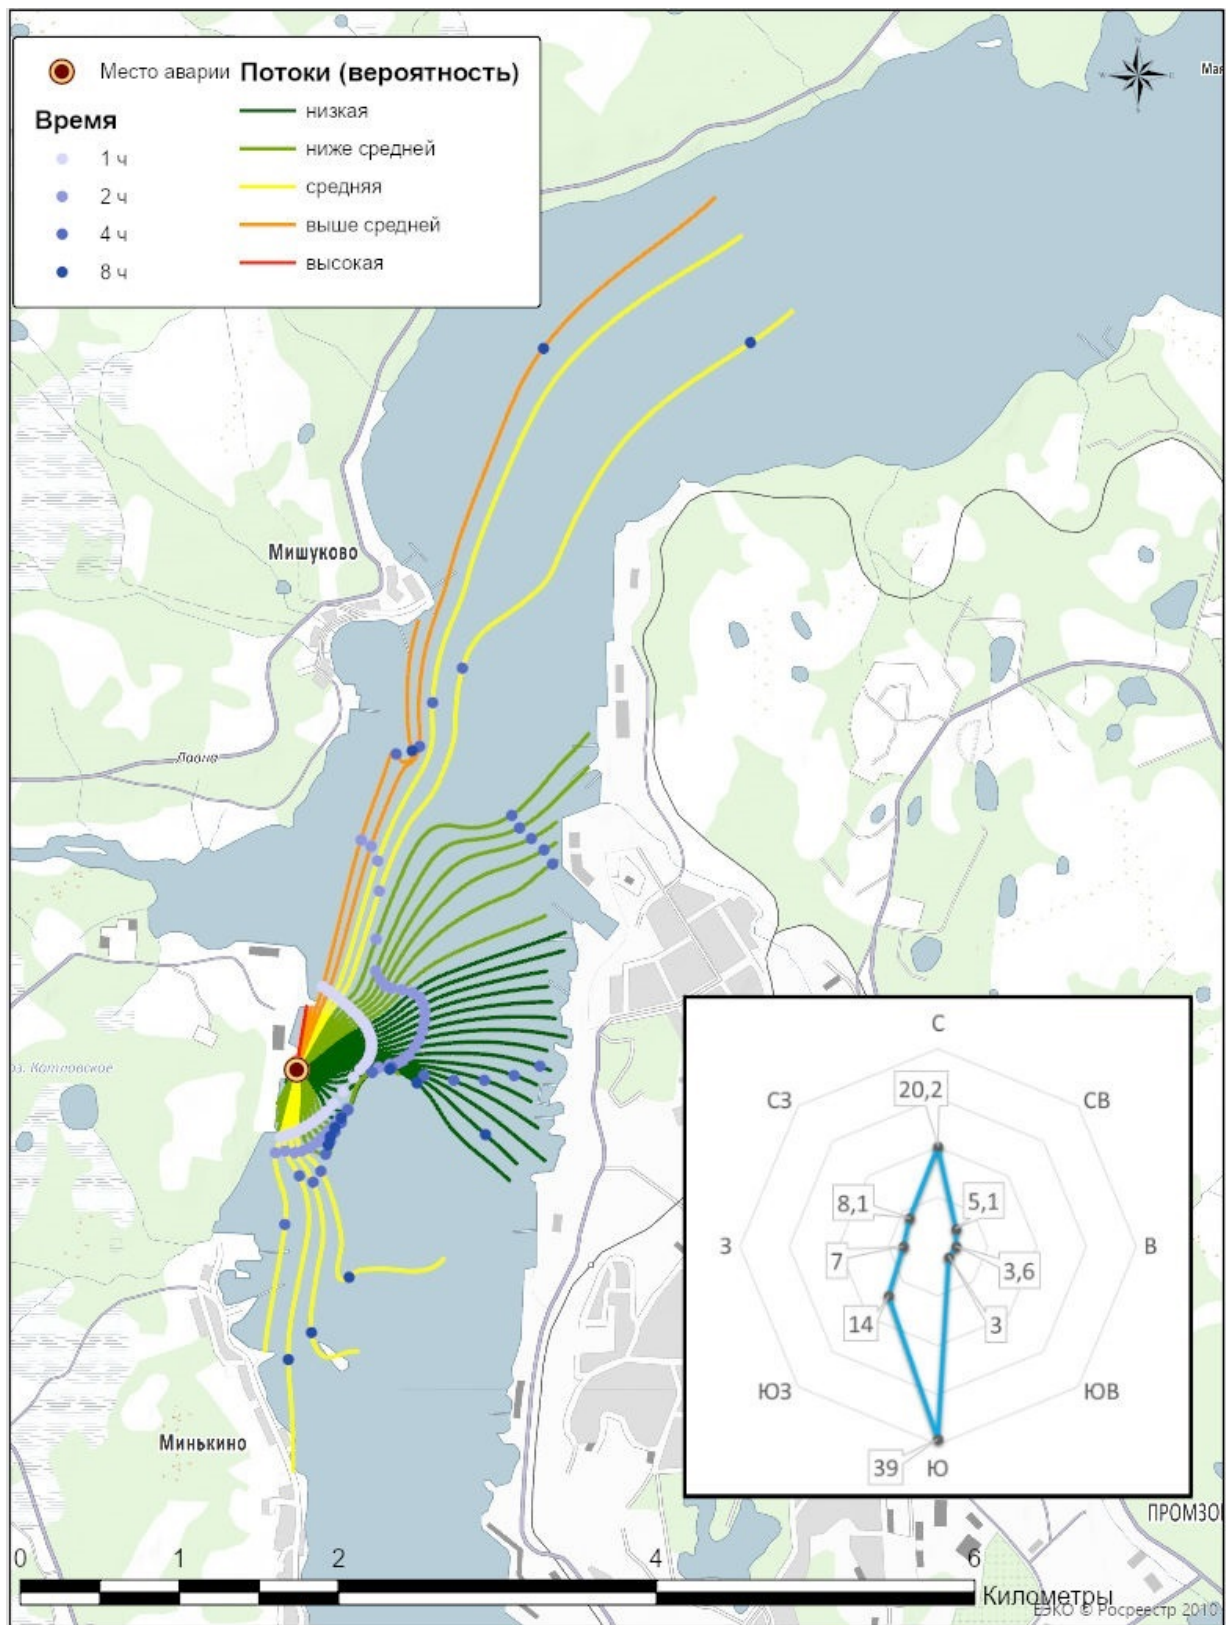 Место аварии
Потоки (вероятность)
Время
1 ч
2 ч
4 ч
8 ч
низкая
ниже средней
средняя
выше средней
высокая
Мишуково
Лавна
Минькино
С
СВ
В
ЮВ
Ю
ЮЗ
З
СЗ
20,2
5,1
3,6
3
39
14
7
8,1
0 1 2 4 6
Километры
ЕЭКО © Росреестр 2010